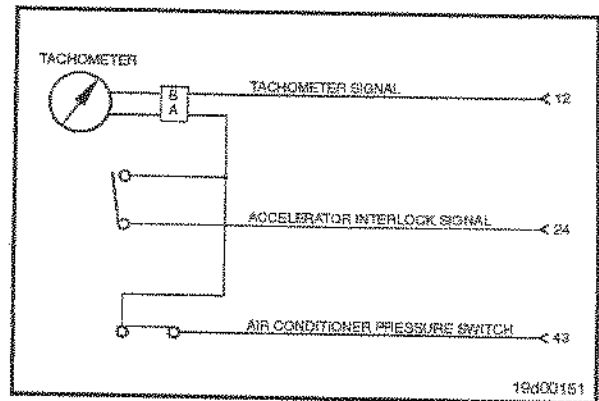 TACHOMETER
B
A
TACHOMETER SIGNAL
12
ACCELERATOR INTERLOCK SIGNAL
24
AIR CONDITIONER PRESSURE SWITCH
43
19d00151